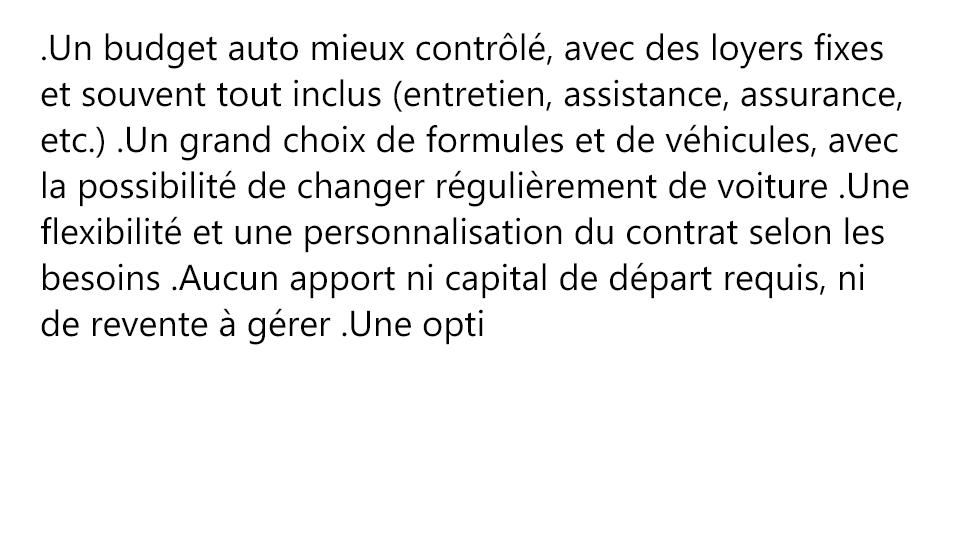 .Un budget auto mieux contrôlé, avec des loyers fixes
et souvent tout inclus (entretien, assistance, assurance,
etc.) .Un grand choix de formules et de véhicules, avec
la possibilité de changer régulièrement de voiture .Une
flexibilité et une personnalisation du contrat selon les
besoins .Aucun apport ni capital de départ requis, ni
de revente à gérer .Une opti